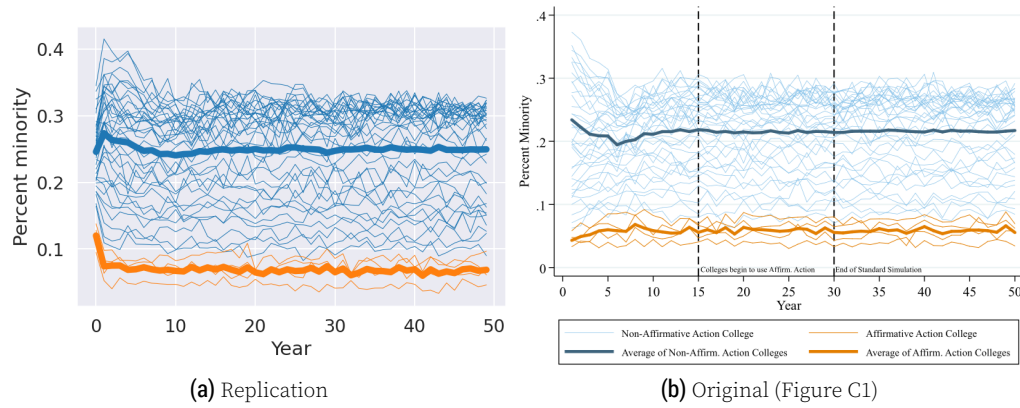 0.4
0.3
0.2
0.1
Percent minority
0
10
20
30
40
50
Year
(a) Replication
.4
.3
.2
.1
0
Percent Minority
Colleges begin to use Affirm. Action
End of Standard Simulation
0
5
10
15
20
25
30
35
40
45
50
Year
Non-Affirmative Action College
Affirmative Action College
Average of Non-Affirm. Action Colleges
Average of Affirm. Action Colleges
(b) Original (Figure C1)